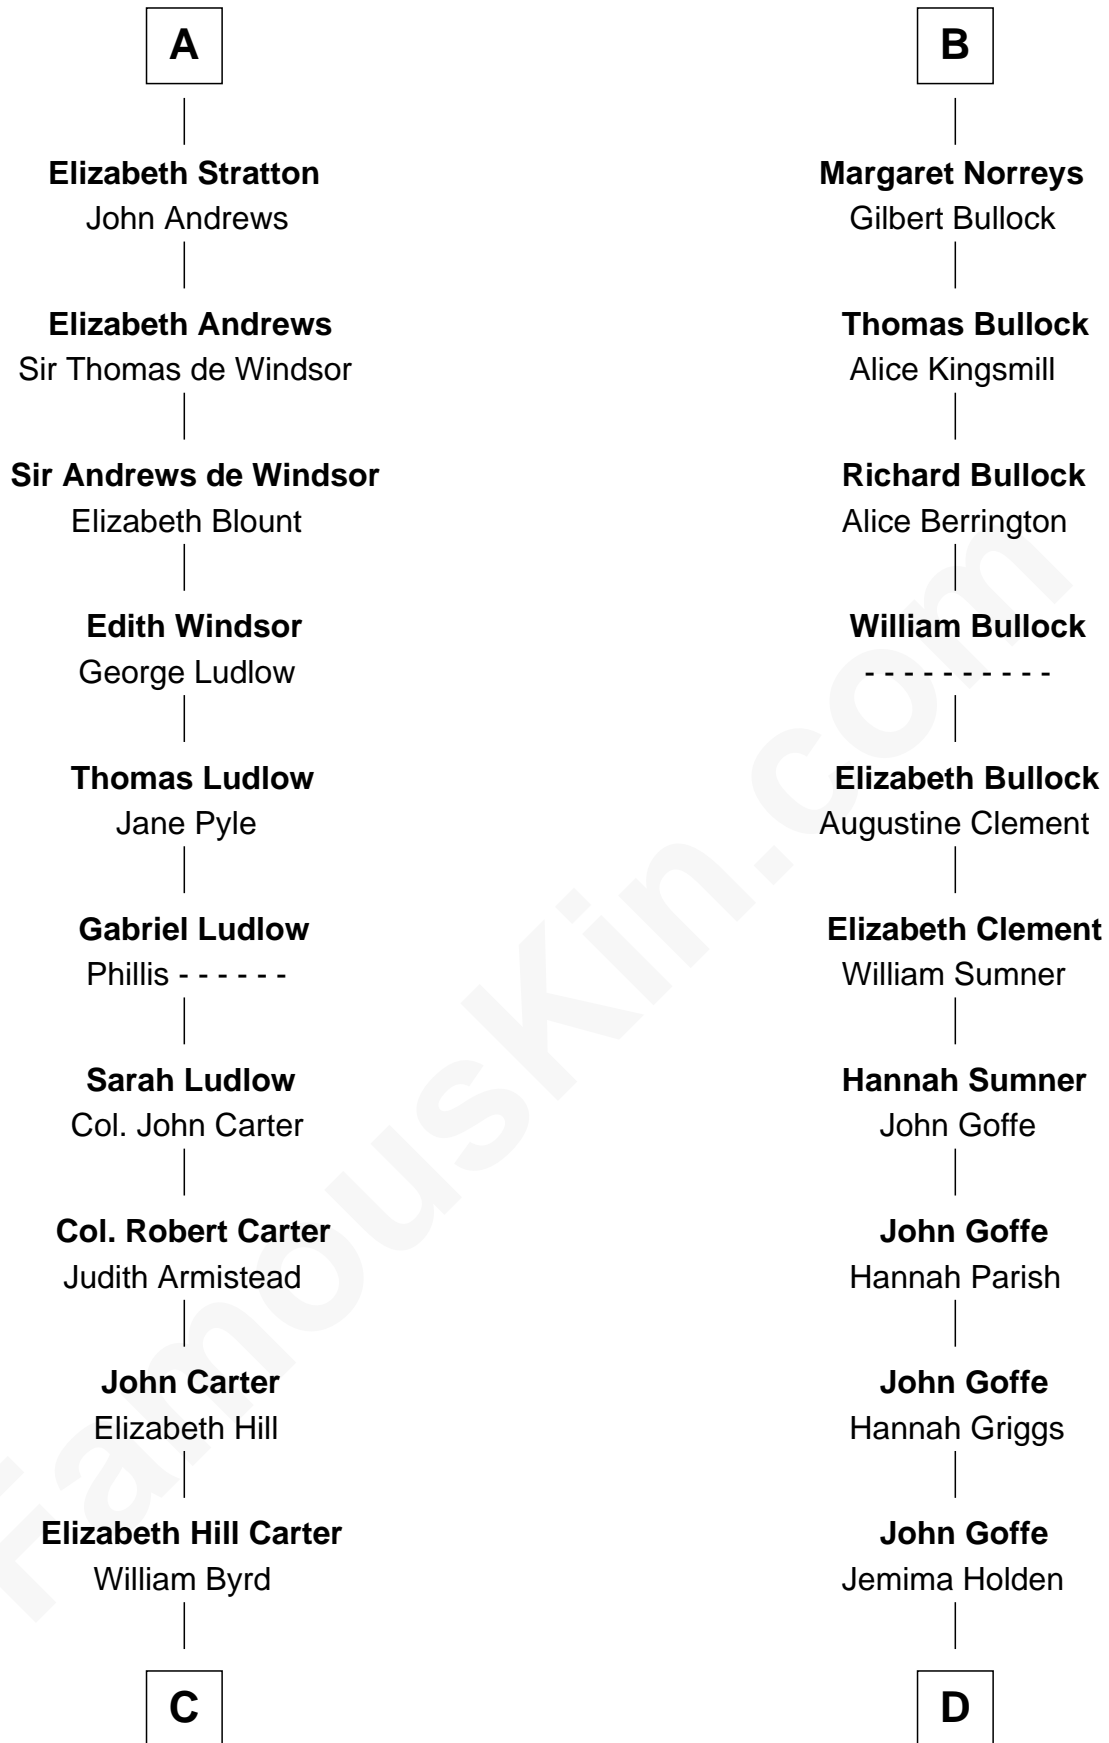 A
Elizabeth Stratton
John Andrews
Elizabeth Andrews
Sir Thomas de Windsor
Sir Andrews de Windsor
Elizabeth Blount
Edith Windsor
George Ludlow
Thomas Ludlow
Jane Pyle
Gabriel Ludlow
Phillis - - - - - -
Sarah Ludlow
Col. John Carter
Col. Robert Carter
Judith Armistead
John Carter
Elizabeth Hill
Elizabeth Hill Carter
William Byrd
C
B
Margaret Norreys
Gilbert Bullock
Thomas Bullock
Alice Kingsmill
Richard Bullock
Alice Berrington
William Bullock
- - - - - - - - - -
Elizabeth Bullock
Augustine Clement
Elizabeth Clement
William Sumner
Hannah Sumner
John Goffe
John Goffe
Hannah Parish
John Goffe
Hannah Griggs
John Goffe
Jemima Holden
D
FamousKin.com